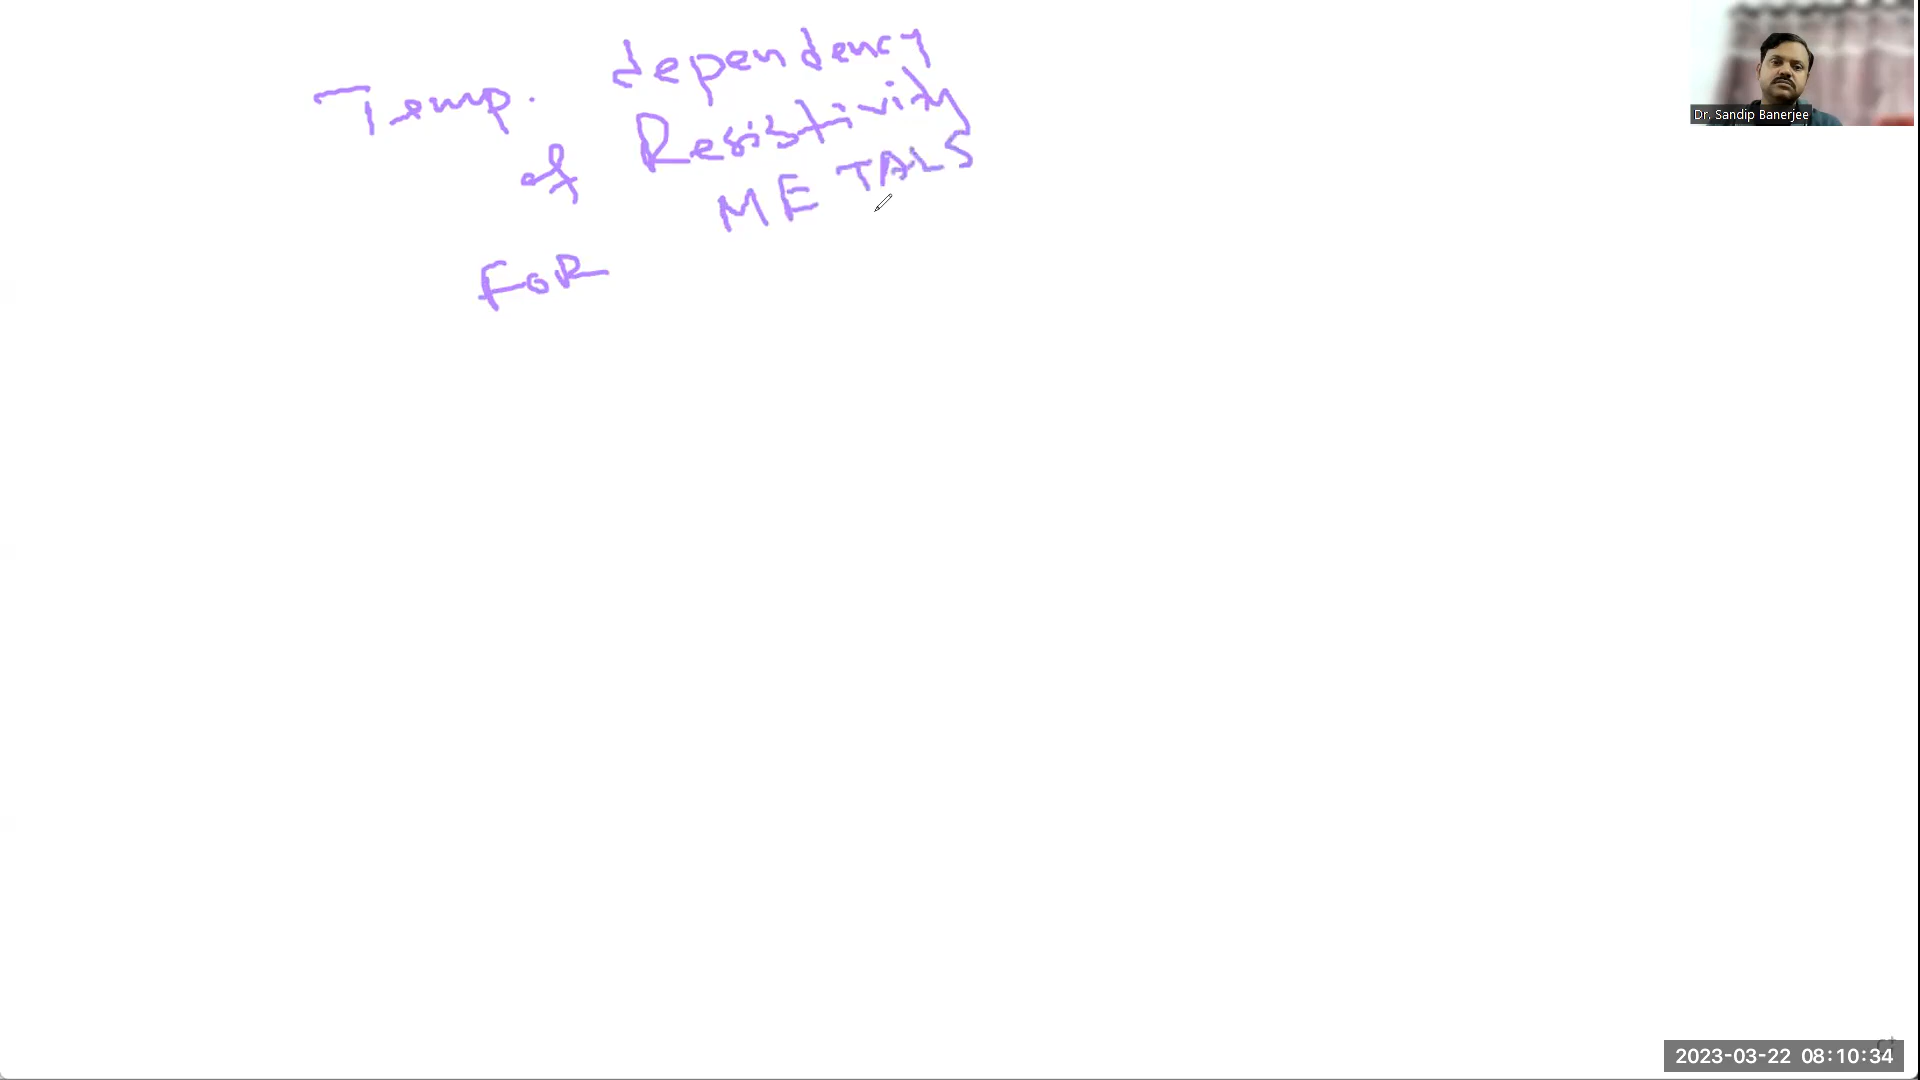 Temp. dependency
of Resistivity
FOR METALS
Dr. Sandip Banerjee
2023-03-22 08:10:34